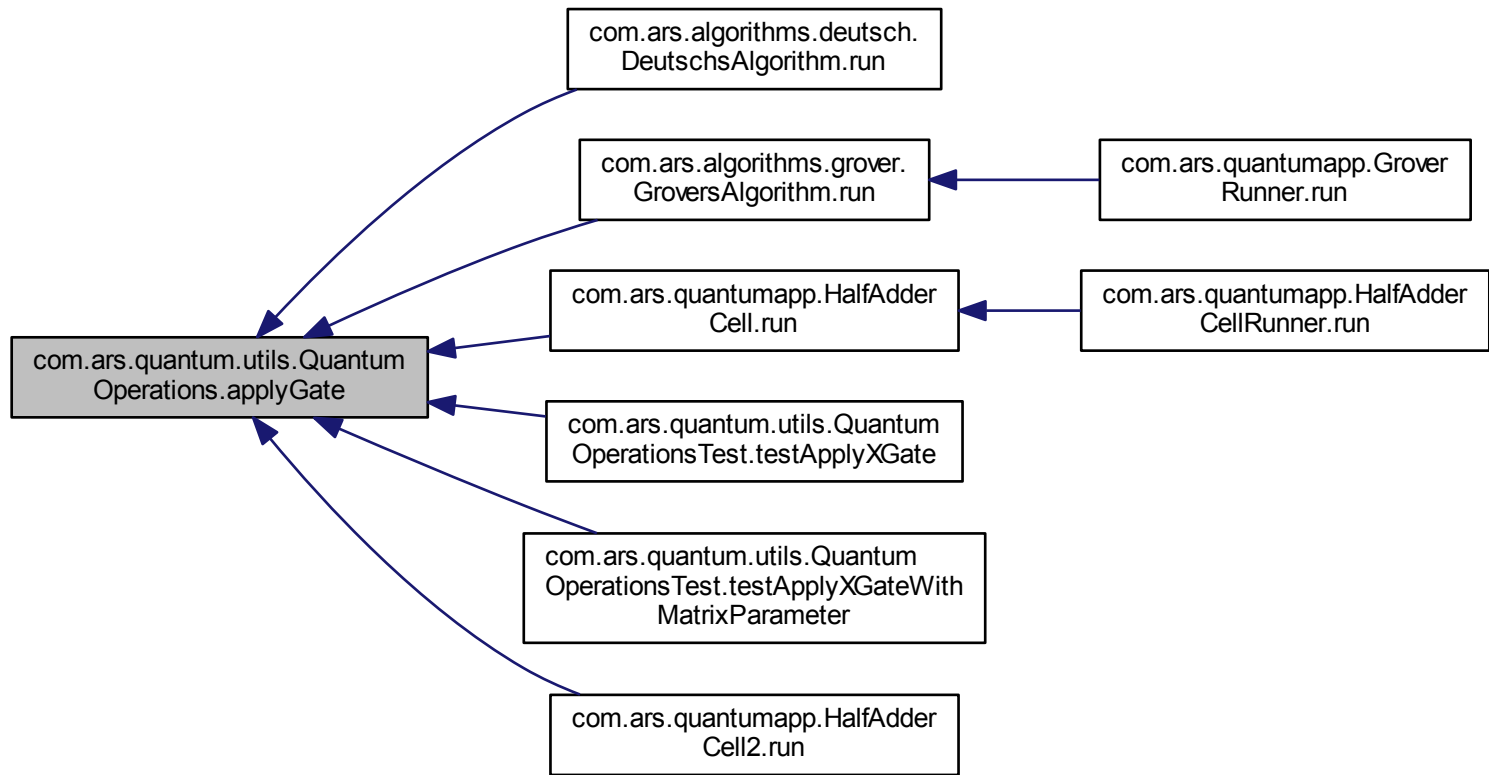 com.ars.algorithms.deutsch.
DeutschsAlgorithm.run
com.ars.algorithms.grover.
GroversAlgorithm.run
com.ars.quantumapp.Grover
Runner.run
com.ars.quantumapp.HalfAdder
Cell.run
com.ars.quantumapp.HalfAdder
CellRunner.run
com.ars.quantum.utils.Quantum
Operations.applyGate
com.ars.quantum.utils.Quantum
OperationsTest.testApplyXGate
com.ars.quantum.utils.Quantum
OperationsTest.testApplyXGateWith
MatrixParameter
com.ars.quantumapp.HalfAdder
Cell2.run